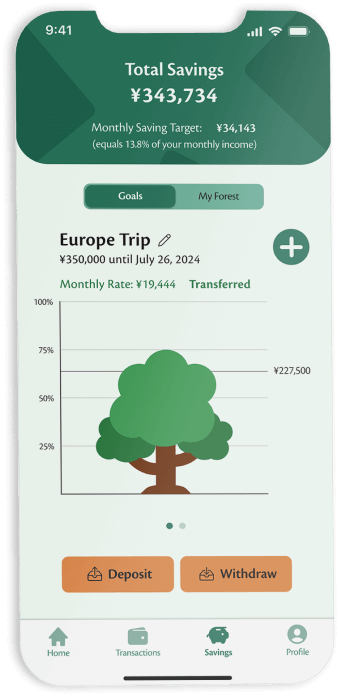 9:41
Total Savings
¥343,734
Monthly Saving Target: ¥34,143
(equals 13.8% of your monthly income)
Goals My Forest
Europe Trip
¥350,000 until July 26, 2024
Monthly Rate: ¥19,444 Transferred
100%
75%
¥227,500
50%
25%
Deposit Withdraw
Home Transactions Savings Profile